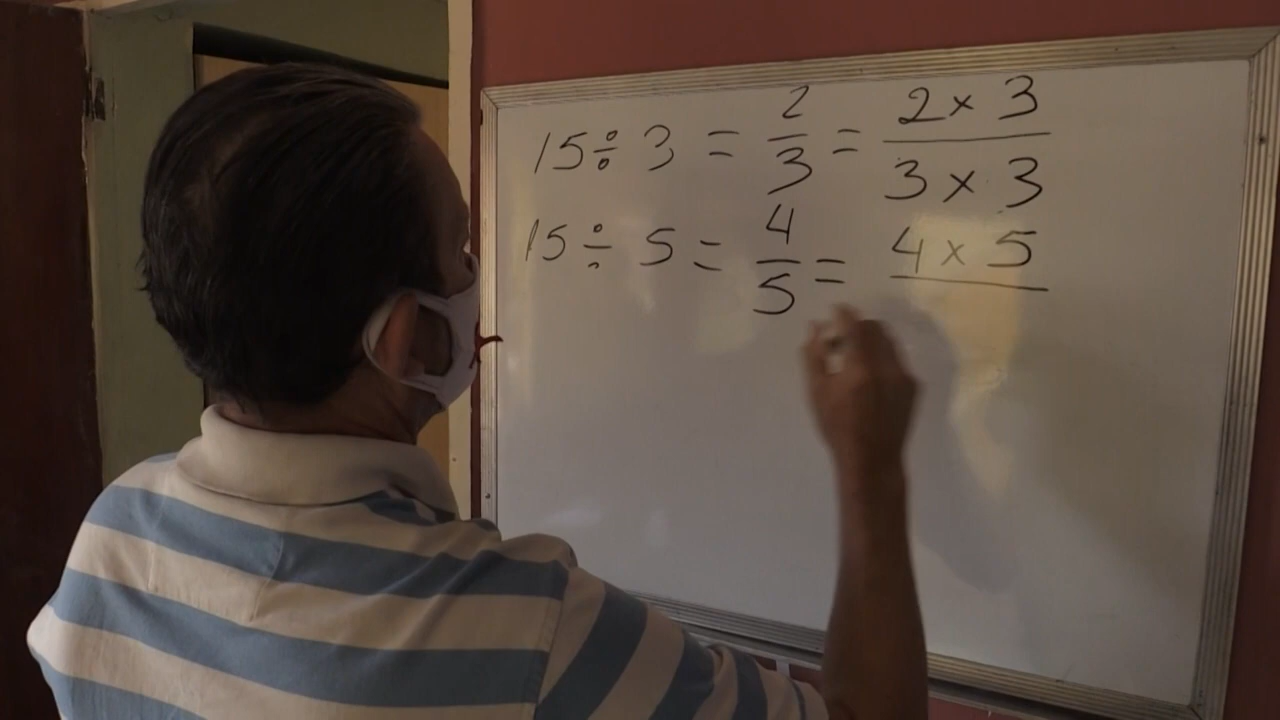 15 ÷ 3 = 2/3 = 2 x 3 / 3 x 3
15 ÷ 5 = 4/5 = 4 x 5